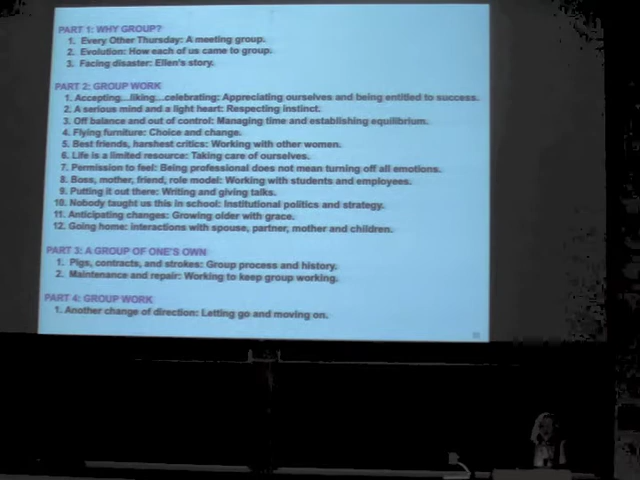 PART 1: WHY GROUP?
1. Every Other Thursday: A meeting group.
2. Evolution: How each of us came to group.
3. Facing disaster: Ellen's story.
PART 2: GROUP WORK
1. Accepting...liking...celebrating: Appreciating ourselves and being entitled to success.
2. A serious mind and a light heart: Respecting instinct.
3. Off balance and out of control: Managing time and establishing equilibrium.
4. Flying furniture: Choice and change.
5. Best friends, harshest critics: Working with other women.
6. Life is a limited resource: Taking care of ourselves.
7. Permission to feel: Being professional does not mean turning off all emotions.
8. Boss, mother, friend, role model: Working with students and employees.
9. Putting it out there: Writing and giving talks.
10. Nobody taught us this in school: Institutional politics and strategy.
11. Anticipating changes: Growing older with grace.
12. Going home: interactions with spouse, partner, mother and children.
PART 3: A GROUP OF ONE'S OWN
1. Pigs, contracts, and strokes: Group process and history.
2. Maintenance and repair: Working to keep group working.
PART 4: GROUP WORK
1. Another change of direction: Letting go and moving on.